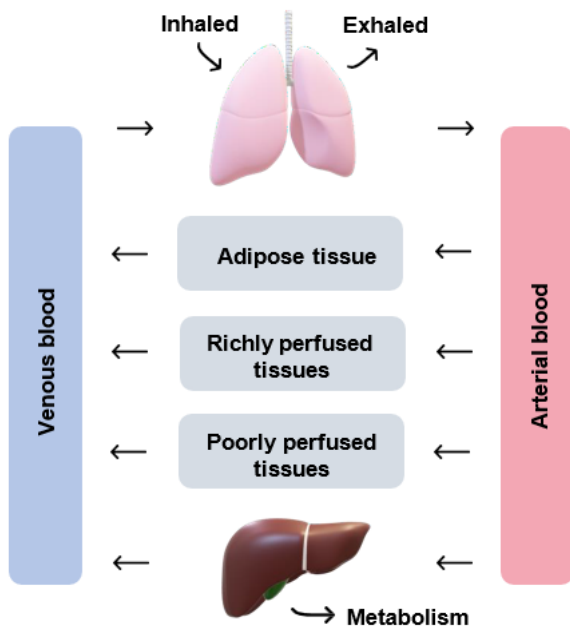 Inhaled
Exhaled
Venous blood
Arterial blood
Adipose tissue
Richly perfused
tissues
Poorly perfused
tissues
Metabolism